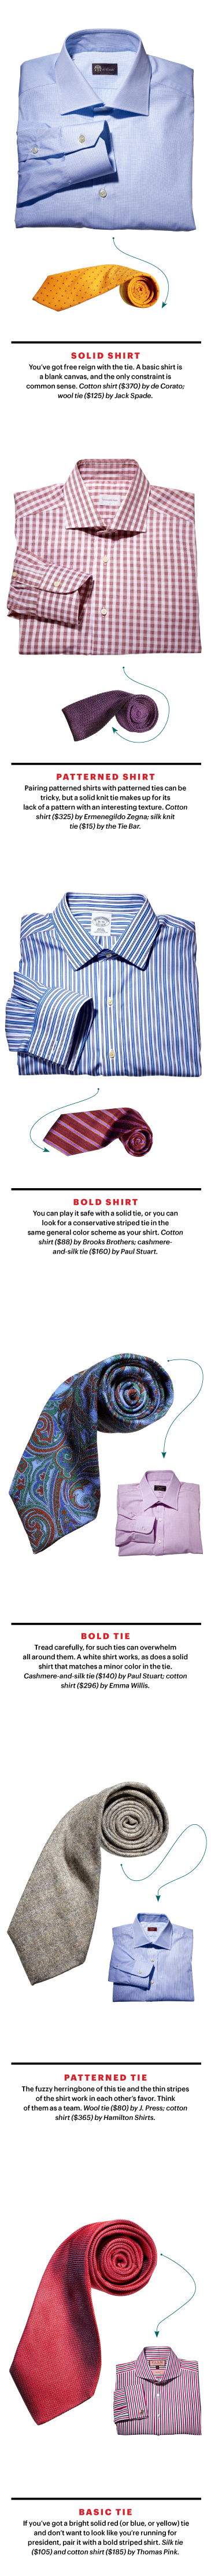 SOLID SHIRT
You've got free reign with the tie. A basic shirt is
a blank canvas, and the only constraint is
common sense. Cotton shirt ($370) by de Corato;
wool tie ($125) by Jack Spade.
PATTERNED SHIRT
Pairing patterned shirts with patterned ties can be
tricky, but a solid knit tie makes up for its
lack of a pattern with an interesting texture. Cotton
shirt ($325) by Ermenegildo Zegna; silk knit
tie ($15) by the Tie Bar.
BOLD SHIRT
You can play it safe with a solid tie, or you can
look for a conservative striped tie in the
same general color scheme as your shirt. Cotton
shirt ($88) by Brooks Brothers; cashmere-
and-silk tie ($160) by Paul Stuart.
BOLD TIE
Tread carefully, for such ties can overwhelm
all around them. A white shirt works, as does a solid
shirt that matches a minor color in the tie.
Cashmere-and-silk tie ($140) by Paul Stuart; cotton
shirt ($296) by Emma Willis.
PATTERNED TIE
The fuzzy herringbone of this tie and the thin stripes
of the shirt work in each other's favor. Think
of them as a team. Wool tie ($80) by J. Press; cotton
shirt ($365) by Hamilton Shirts.
BASIC TIE
If you've got a bright solid red (or blue, or yellow) tie
and don't want to look like you're running for
president, pair it with a bold striped shirt. Silk tie
($105) and cotton shirt ($185) by Thomas Pink.